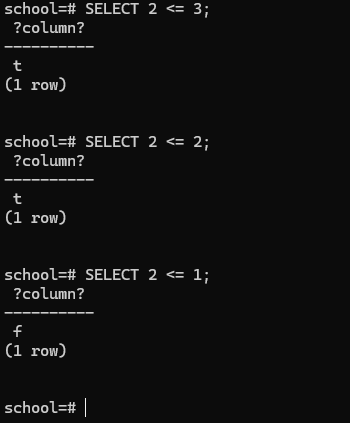 school=# SELECT 2 <= 3;
 ?column?
----------
 t
(1 row)

school=# SELECT 2 <= 2;
 ?column?
----------
 t
(1 row)

school=# SELECT 2 <= 1;
 ?column?
----------
 f
(1 row)

school=#